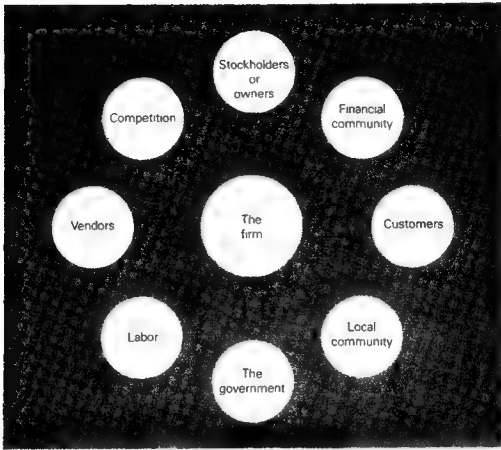 Stockholders
or
owners
Competition
Financial
community
Vendors
The
firm
Customers
Labor
Local
community
The
government